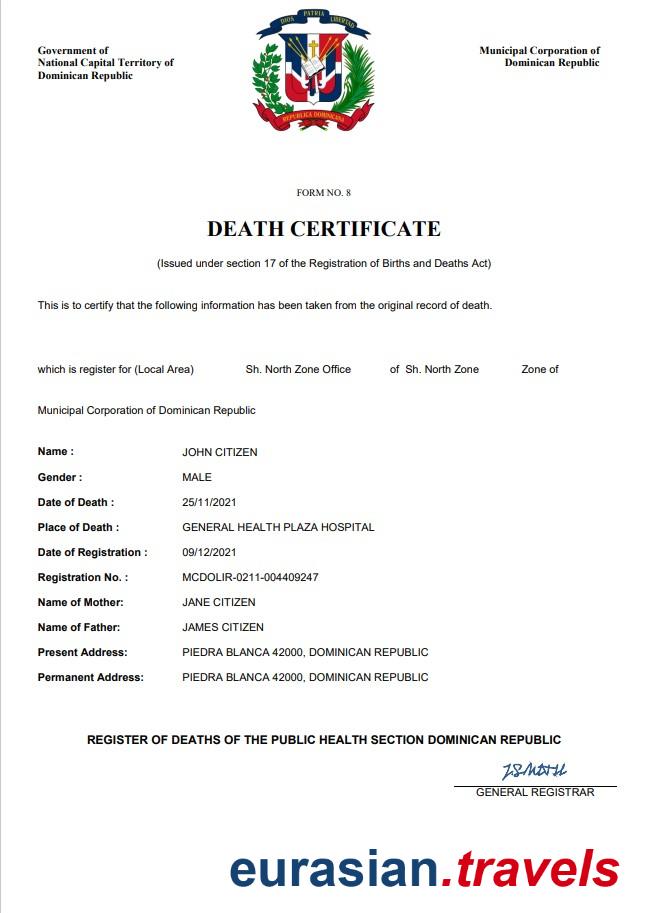 DIOS PATRIA LIBERTAD
Government of
National Capital Territory of
Dominican Republic
Municipal Corporation of
Dominican Republic
REPUBLICA DOMINICANA
FORM NO. 8
DEATH CERTIFICATE
(Issued under section 17 of the Registration of Births and Deaths Act)
This is to certify that the following information has been taken from the original record of death.
which is register for (Local Area) Sh. North Zone Office of Sh. North Zone Zone of
Municipal Corporation of Dominican Republic
Name : JOHN CITIZEN
Gender : MALE
Date of Death : 25/11/2021
Place of Death : GENERAL HEALTH PLAZA HOSPITAL
Date of Registration : 09/12/2021
Registration No. : MCDOLIR-0211-004409247
Name of Mother: JANE CITIZEN
Name of Father: JAMES CITIZEN
Present Address: PIEDRA BLANCA 42000, DOMINICAN REPUBLIC
Permanent Address: PIEDRA BLANCA 42000, DOMINICAN REPUBLIC
REGISTER OF DEATHS OF THE PUBLIC HEALTH SECTION DOMINICAN REPUBLIC
GENERAL REGISTRAR
eurasian.travels